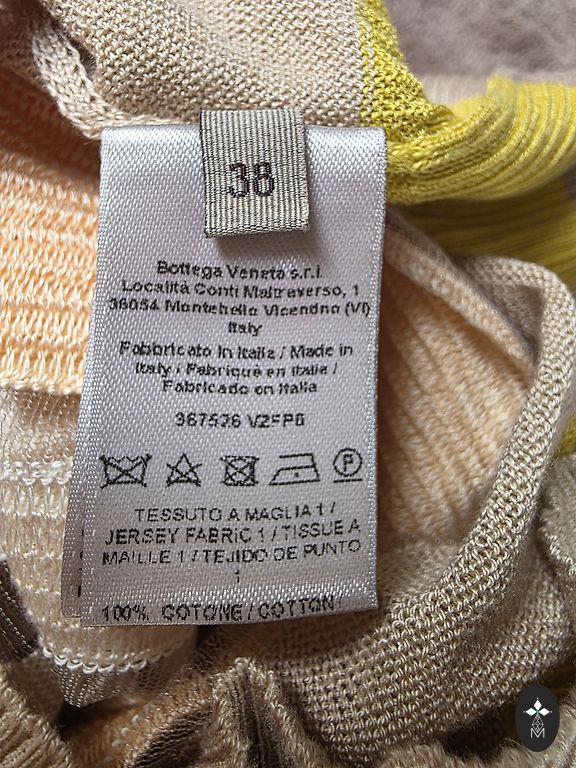 38
Bottega Veneta s.r.l.
Località Conti Maltraverso, 1
36054 Montebello Vicentino (VI)
Italy
Fabbricato in Italia / Made in
Italy / Fabriqué en Italie /
Fabricado en Italia
367526 V2FP0
P
TESSUTO A MAGLIA 1 /
JERSEY FABRIC 1 / TISSUE A
MAILLE 1 / TEJIDO DE PUNTO
1
100% COTONE / COTTON
M